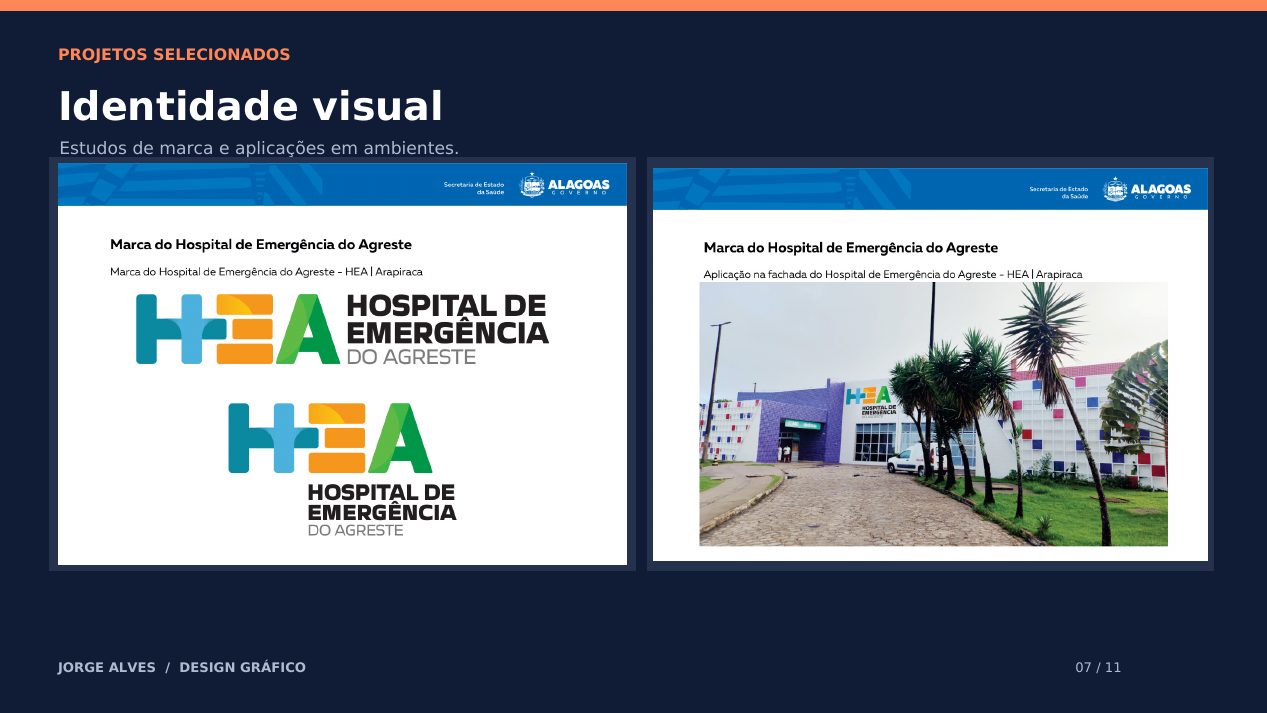 PROJETOS SELECIONADOS
Identidade visual
Estudos de marca e aplicações em ambientes.
Secretaria de Estado
da Saúde
ALAGOAS
GOVERNO
Marca do Hospital de Emergência do Agreste
Marca do Hospital de Emergência do Agreste - HEA | Arapiraca
HEA
HOSPITAL DE
EMERGÊNCIA
DO AGRESTE
HEA
HOSPITAL DE
EMERGÊNCIA
DO AGRESTE
Secretaria de Estado
da Saúde
ALAGOAS
GOVERNO
Marca do Hospital de Emergência do Agreste
Aplicação na fachada do Hospital de Emergência do Agreste - HEA | Arapiraca
HEA
HOSPITAL DE
EMERGÊNCIA
JORGE ALVES / DESIGN GRÁFICO
07 / 11